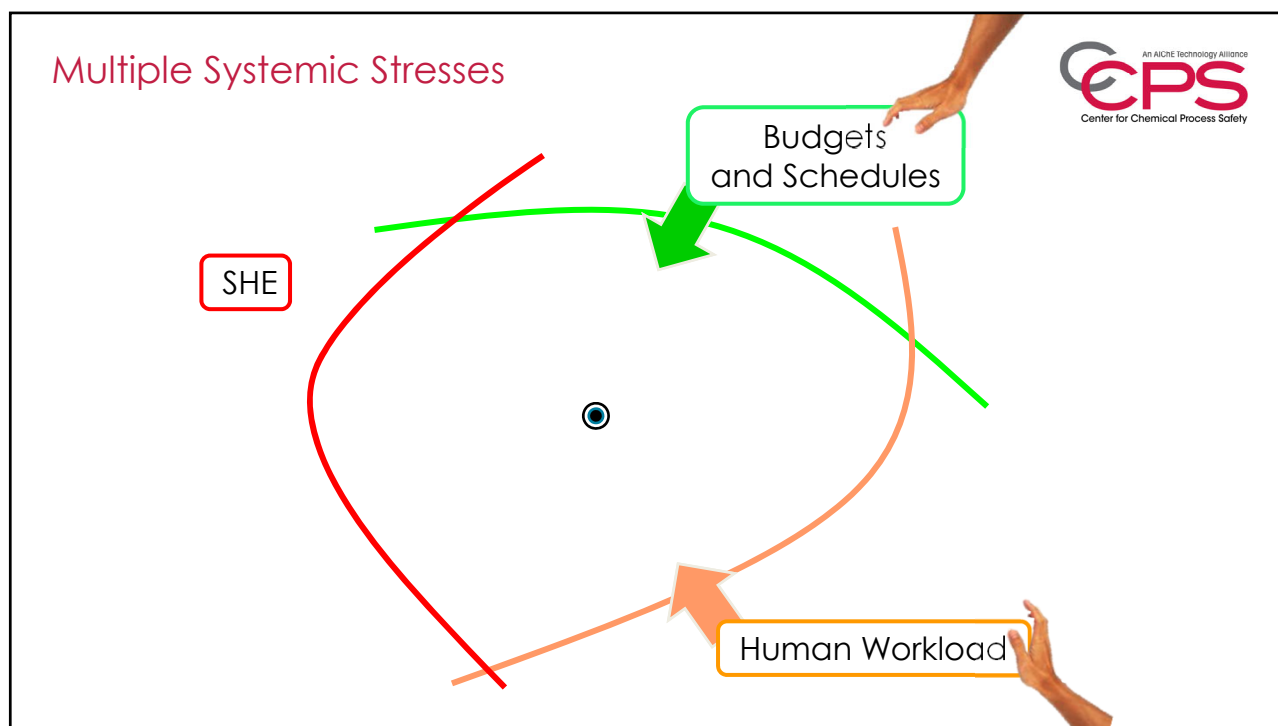 Multiple Systemic Stresses
An AIChE Technology Alliance
CCPS
Center for Chemical Process Safety
Budgets
and Schedules
SHE
Human Workload